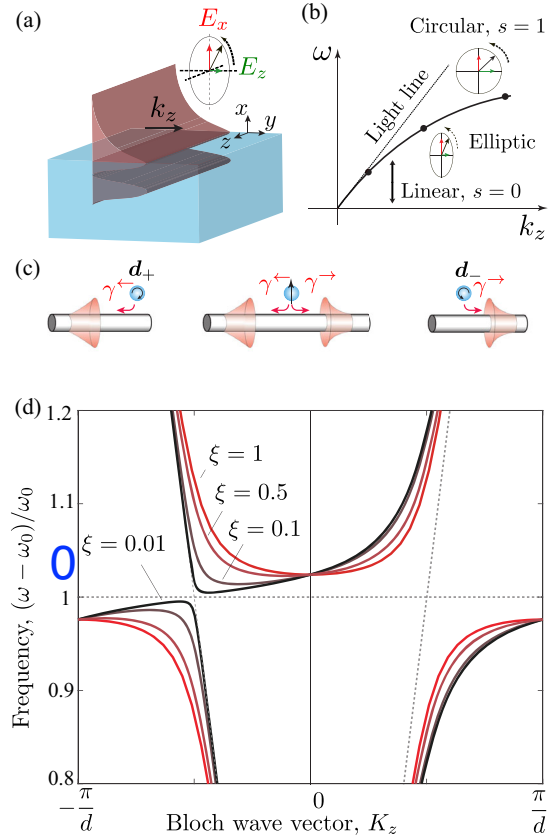 (a)
E_x
E_z
k_z
x
y
z
(b)
Circular, s = 1
ω
Light line
Elliptic
Linear, s = 0
k_z
(c)
d_+
γ^←
γ^← γ^→
d_-
γ^→
(d)
1.2
1.1
0
1
0.9
0.8
Frequency, (ω − ω_0)/ω_0
ξ = 1
ξ = 0.5
ξ = 0.1
ξ = 0.01
−π/d
0
π/d
Bloch wave vector, K_z